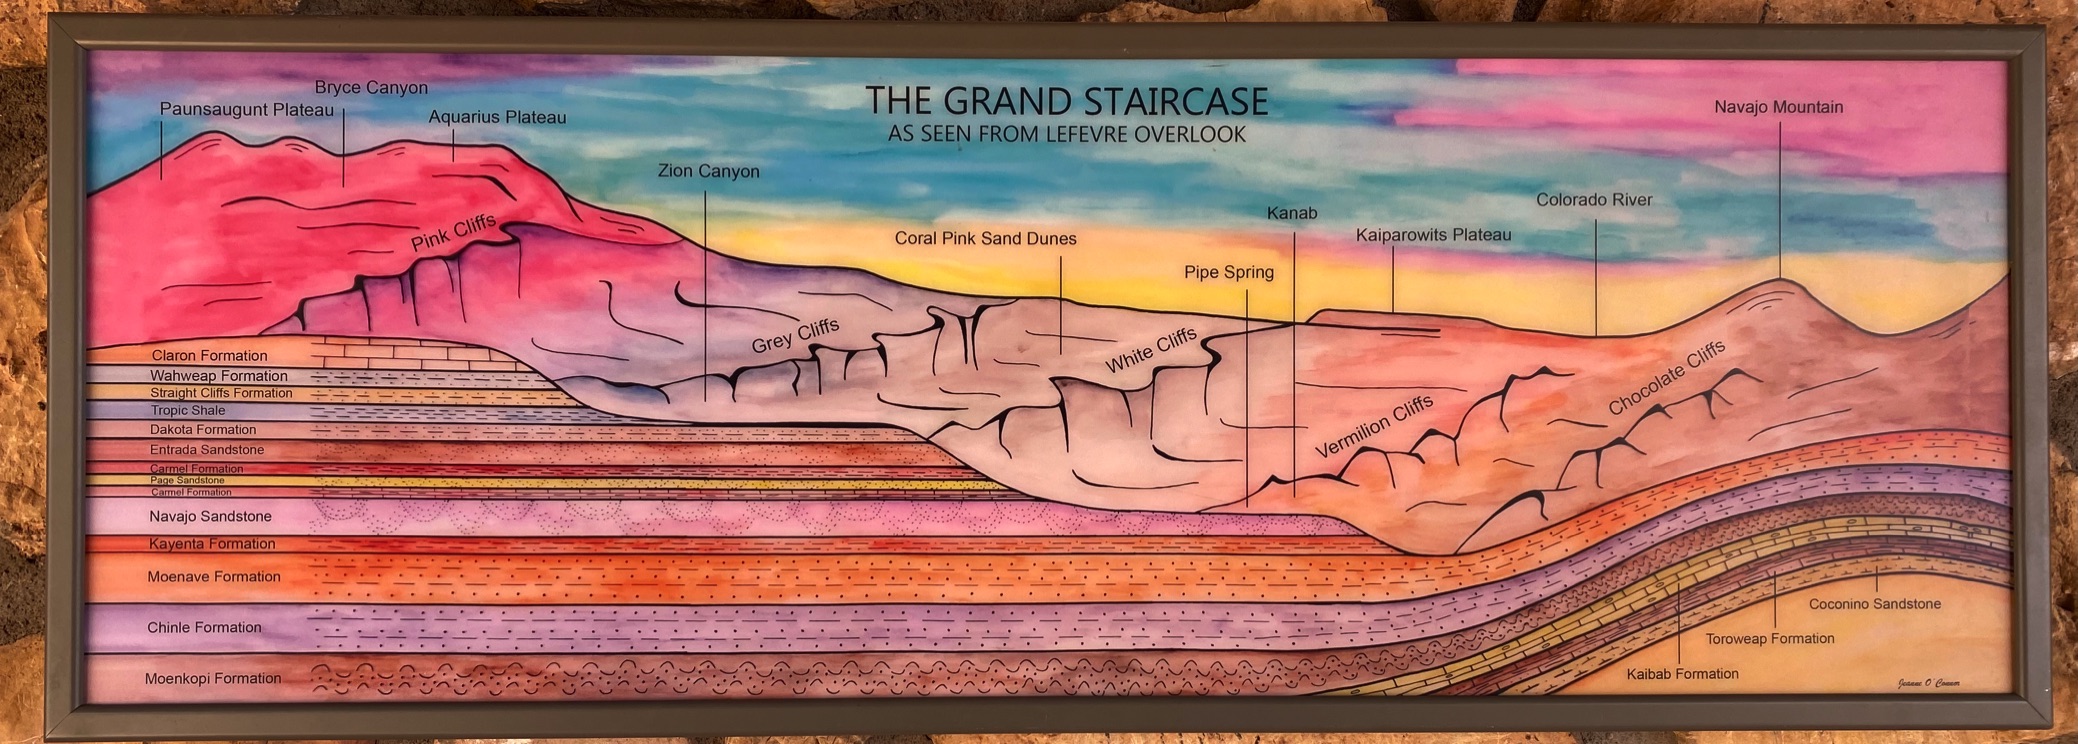 THE GRAND STAIRCASE
AS SEEN FROM LEFEVRE OVERLOOK
Bryce Canyon
Paunsaugunt Plateau
Aquarius Plateau
Navajo Mountain
Zion Canyon
Colorado River
Kanab
Kaiparowits Plateau
Coral Pink Sand Dunes
Pipe Spring
Pink Cliffs
Grey Cliffs
White Cliffs
Vermilion Cliffs
Chocolate Cliffs
Claron Formation
Wahweap Formation
Straight Cliffs Formation
Tropic Shale
Dakota Formation
Entrada Sandstone
Carmel Formation
Page Sandstone
Carmel Formation
Navajo Sandstone
Kayenta Formation
Moenave Formation
Chinle Formation
Moenkopi Formation
Coconino Sandstone
Toroweap Formation
Kaibab Formation
Jeanne O'Connor